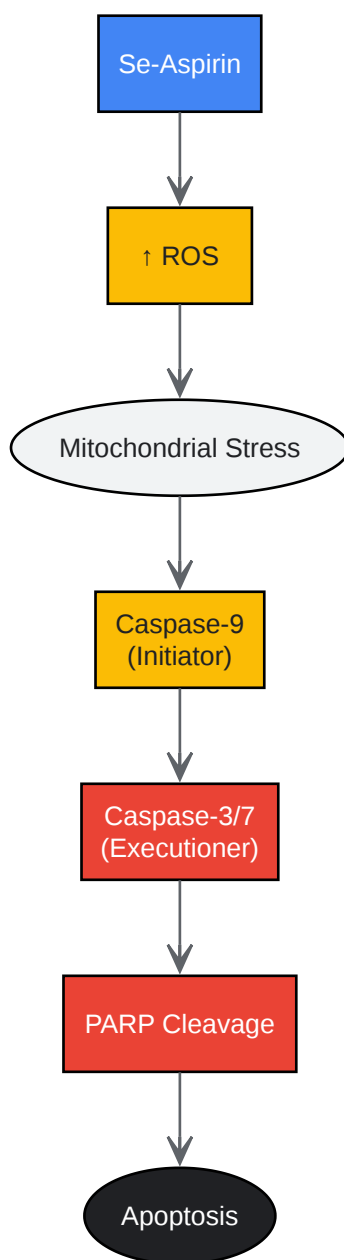 Se-Aspirin
↑ ROS
Mitochondrial Stress
Caspase-9
(Initiator)
Caspase-3/7
(Executioner)
PARP Cleavage
Apoptosis